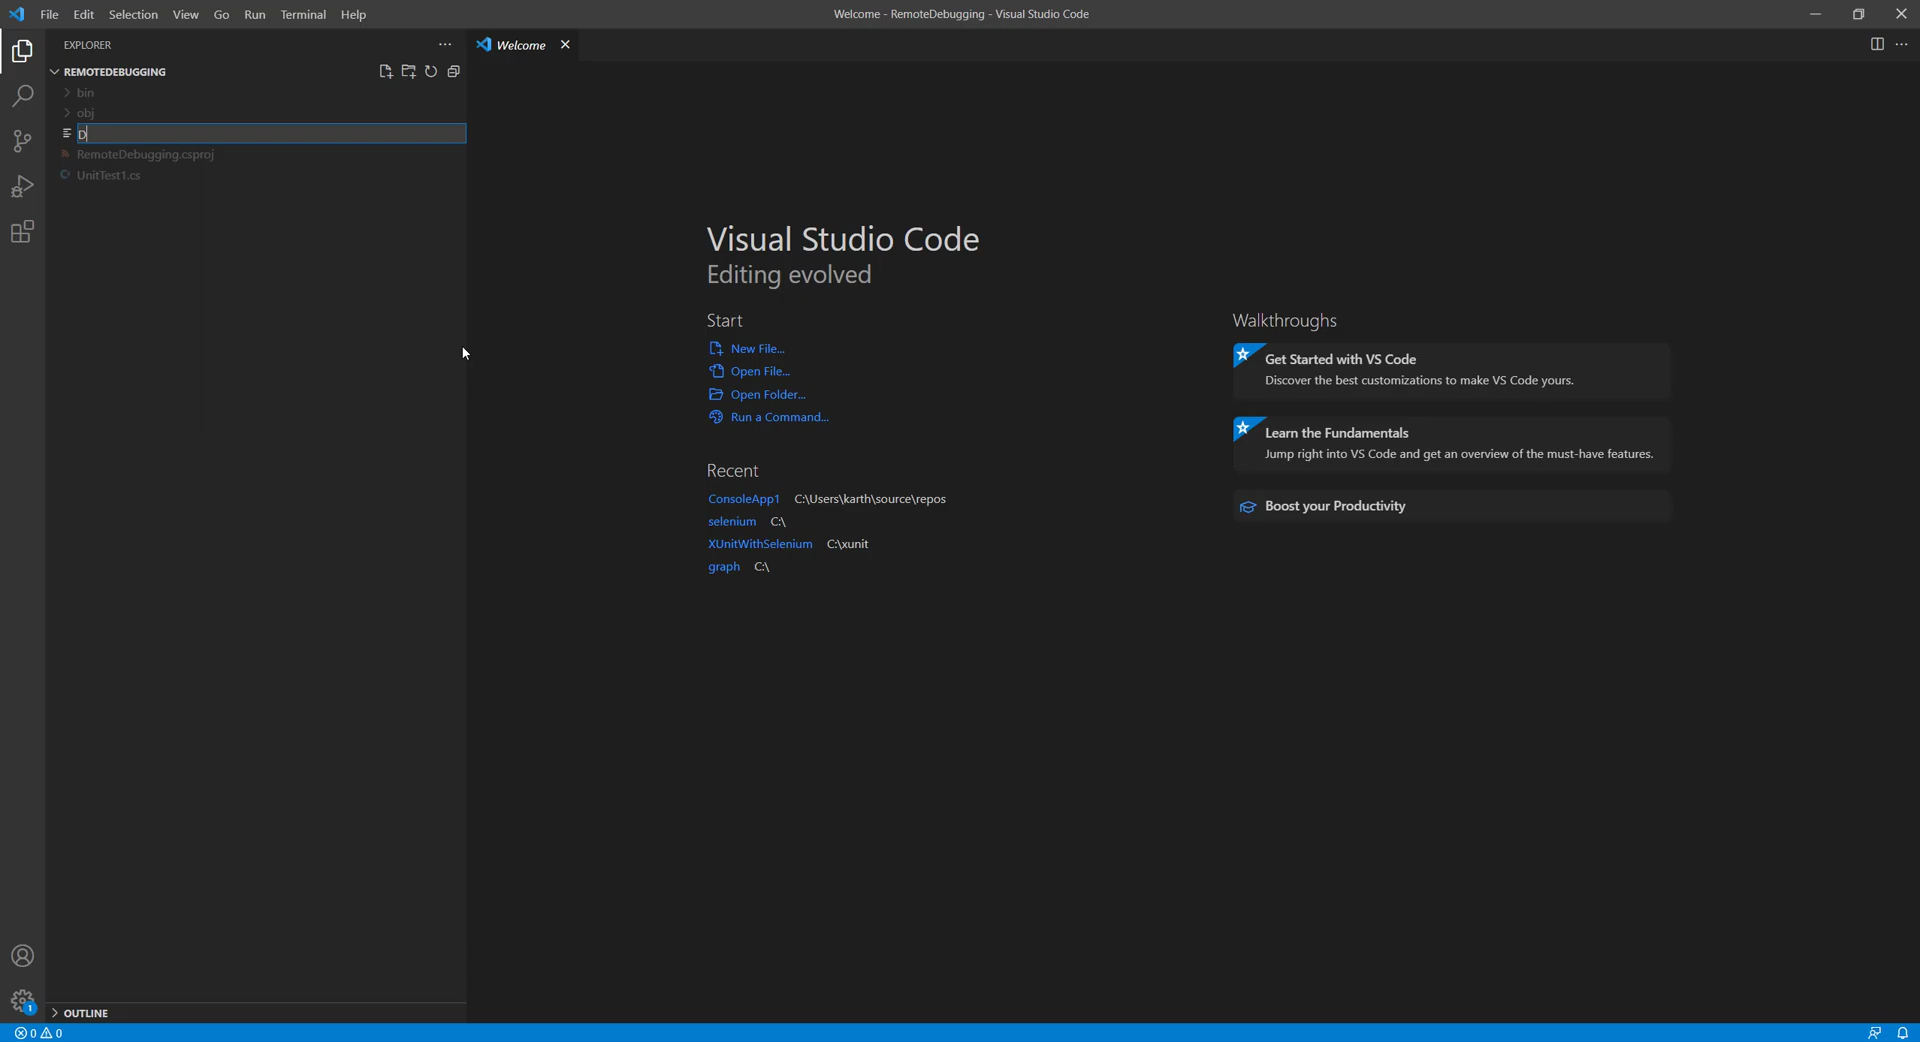 File Edit Selection View Go Run Terminal Help
Welcome - RemoteDebugging - Visual Studio Code
EXPLORER
Welcome
REMOTEDEBUGGING
bin
obj
D
RemoteDebugging.csproj
UnitTest1.cs
Visual Studio Code
Editing evolved
Start
New File...
Open File...
Open Folder...
Run a Command...
Recent
ConsoleApp1 C:\Users\karth\source\repos
selenium C:\
XUnitWithSelenium C:\xunit
graph C:\
Walkthroughs
Get Started with VS Code
Discover the best customizations to make VS Code yours.
Learn the Fundamentals
Jump right into VS Code and get an overview of the must-have features.
Boost your Productivity
1
OUTLINE
0 0